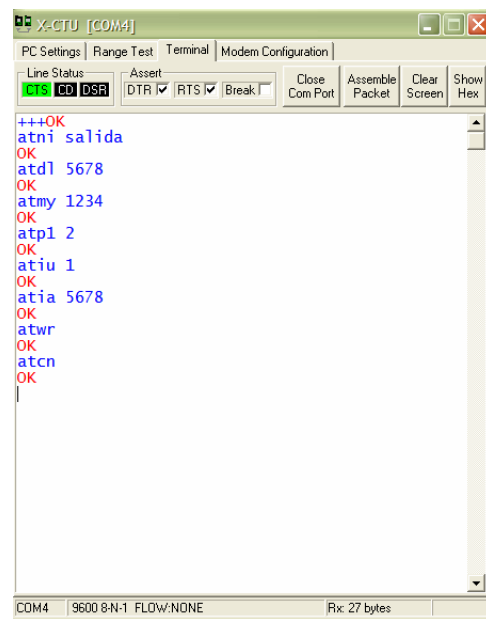 X-CTU [COM4]
PC Settings Range Test Terminal Modem Configuration
Line Status Assert
CTS CD DSR DTR RTS Break Close Com Port Assemble Packet Clear Screen Show Hex
+++OK
atni salida
OK
atdl 5678
OK
atmy 1234
OK
atp1 2
OK
atiu 1
OK
atia 5678
OK
atwr
OK
atcn
OK
COM4 9600 8-N-1 FLOW:NONE Rx: 27 bytes